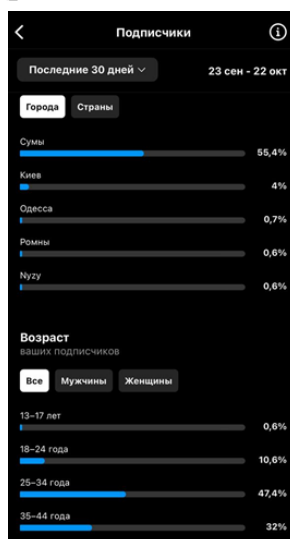 Подписчики
Последние 30 дней
23 сен - 22 окт
Города Страны
Сумы
55,4%
Киев
4%
Одесса
0,7%
Ромны
0,6%
Nyzy
0,6%
Возраст
ваших подписчиков
Все Мужчины Женщины
13–17 лет
0,6%
18–24 года
10,6%
25–34 года
47,4%
35–44 года
32%